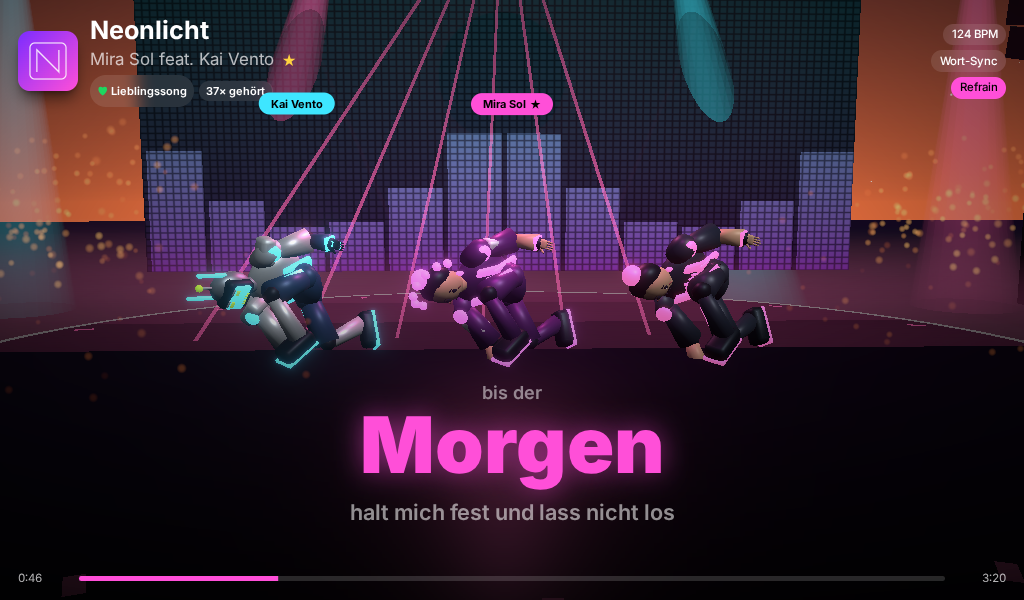 Neonlicht
Mira Sol feat. Kai Vento ★
Lieblingssong
37× gehört
Kai Vento
Mira Sol ★
124 BPM
Wort-Sync
Refrain
bis der
Morgen
halt mich fest und lass nicht los
0:46
3:20